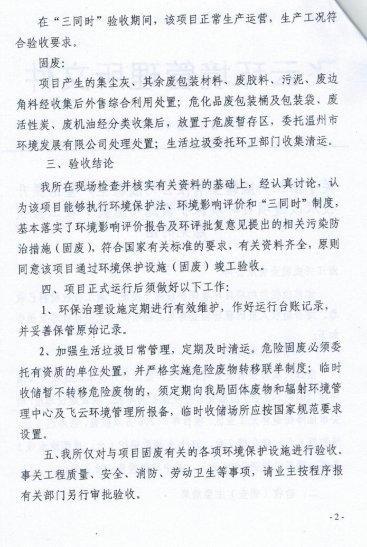 在“三同时”验收期间，该项目正常生产运营，生产工况符
合验收要求。
固废：
项目产生的集尘灰、其余废包装材料、废胶料、污泥、废边
角料经收集后外售综合利用处置；危化品废包装桶及包装袋、废
活性炭、废机油经分类收集后，放置于危废暂存区，委托温州市
环境发展有限公司处理处置；生活垃圾委托环卫部门收集清运。
三、验收结论
我所在现场检查并核实有关资料的基础上，经认真讨论，认
为该项目能够执行环境保护法、环境影响评价和“三同时”制度，
基本落实了环境影响评价报告及环评批复意见提出的相关污染防
治措施（固废），符合国家有关标准的要求，有关资料齐全，原则
同意该项目通过环境保护设施（固废）竣工验收。
四、项目正式运行后须做好以下工作：
1、环保治理设施定期进行有效维护，作好运行台账记录，
并妥善保管原始记录。
2、加强生活垃圾日常管理，定期及时清运。危险固废必须委
托有资质的单位处置，并严格实施危险废物转移联单制度；临时
收储暂不转移危险废物的，须定期向我局固体废物和辐射环境管
理中心及飞云环境管理所报备，临时收储场所应按国家规范要求
设置。
五、我所仅对与项目固废有关的各项环境保护设施进行验收。
事关工程质量、安全、消防、劳动卫生等事项，请业主按程序报
有关部门另行审批验收。
- 2 -